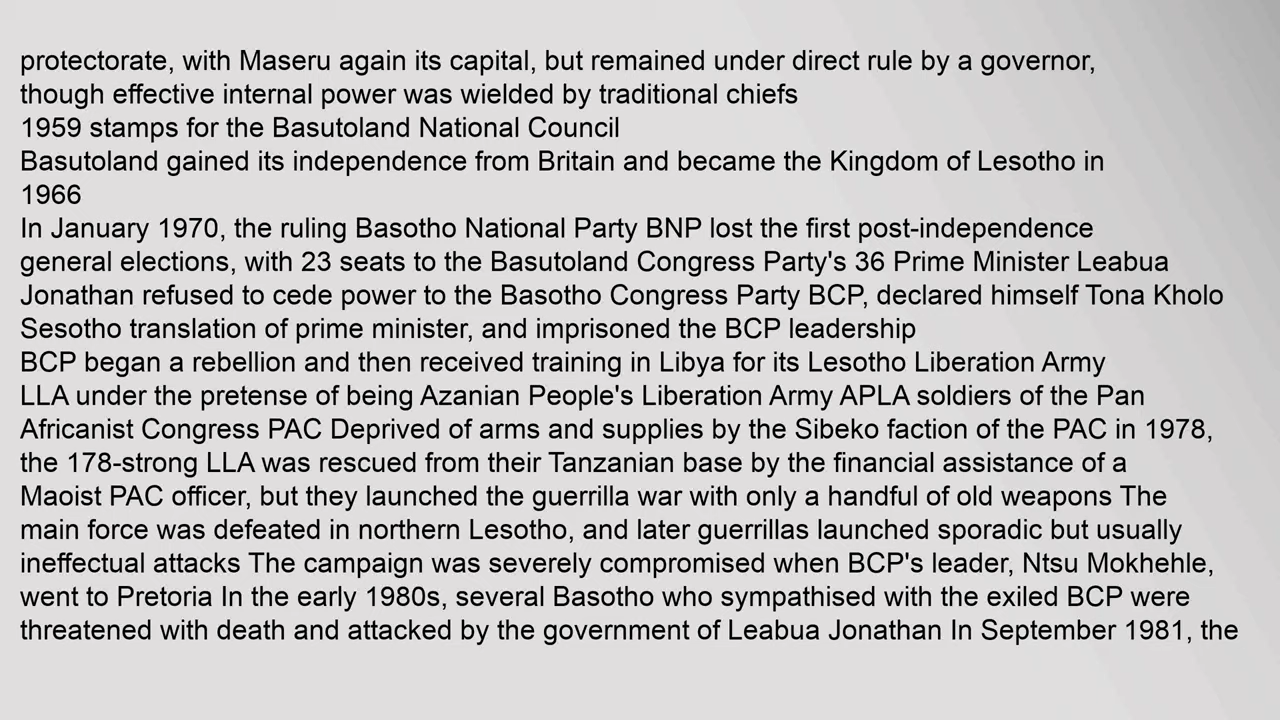 protectorate, with Maseru again its capital, but remained under direct rule by a governor,
though effective internal power was wielded by traditional chiefs
1959 stamps for the Basutoland National Council
Basutoland gained its independence from Britain and became the Kingdom of Lesotho in
1966
In January 1970, the ruling Basotho National Party BNP lost the first post-independence
general elections, with 23 seats to the Basutoland Congress Party's 36 Prime Minister Leabua
Jonathan refused to cede power to the Basotho Congress Party BCP, declared himself Tona Kholo
Sesotho translation of prime minister, and imprisoned the BCP leadership
BCP began a rebellion and then received training in Libya for its Lesotho Liberation Army
LLA under the pretense of being Azanian People's Liberation Army APLA soldiers of the Pan
Africanist Congress PAC Deprived of arms and supplies by the Sibeko faction of the PAC in 1978,
the 178-strong LLA was rescued from their Tanzanian base by the financial assistance of a
Maoist PAC officer, but they launched the guerrilla war with only a handful of old weapons The
main force was defeated in northern Lesotho, and later guerrillas launched sporadic but usually
ineffectual attacks The campaign was severely compromised when BCP's leader, Ntsu Mokhehle,
went to Pretoria In the early 1980s, several Basotho who sympathised with the exiled BCP were
threatened with death and attacked by the government of Leabua Jonathan In September 1981, the